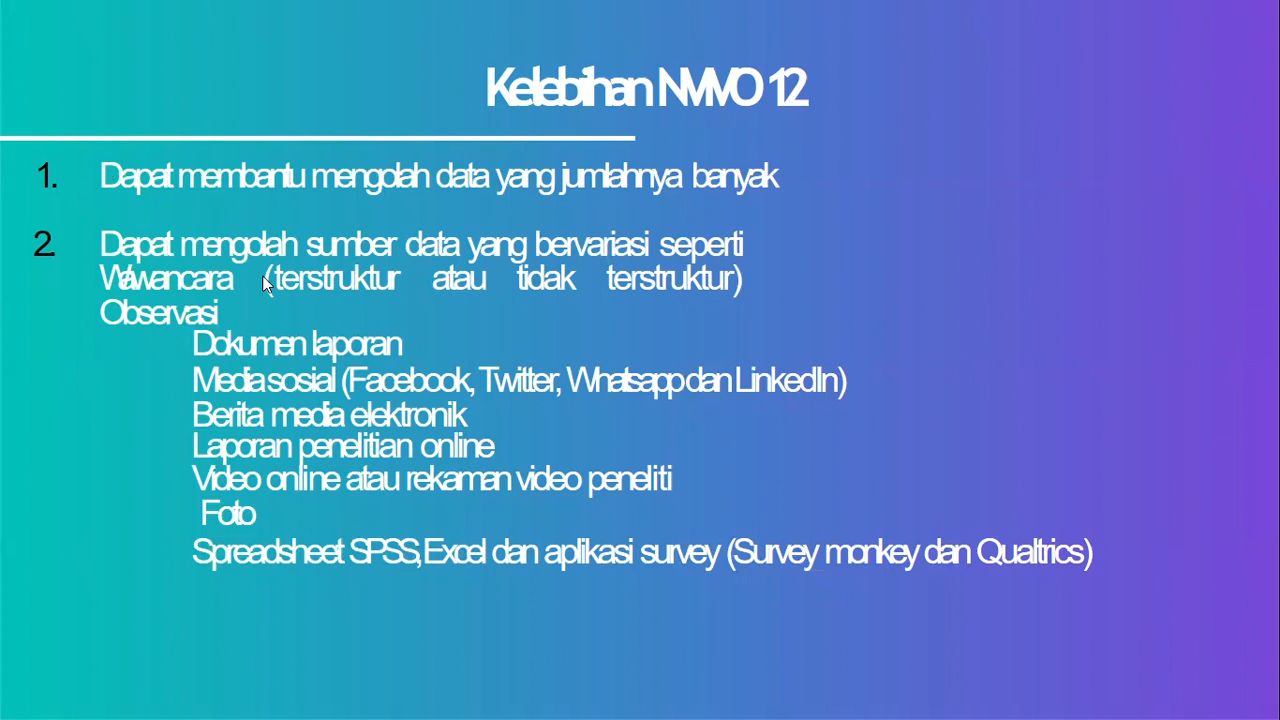 Kelebihan NVIVO 12
1. Dapat membantu mengolah data yang jumlahnya banyak
2. Dapat mengolah sumber data yang bervariasi seperti
Wawancara (terstruktur atau tidak terstruktur)
Observasi
Dokumen laporan
Media sosial (Facebook, Twitter, Whatsapp dan LinkedIn)
Berita media elektronik
Laporan penelitian online
Video online atau rekaman video peneliti
Foto
Spreadsheet SPSS, Excel dan aplikasi survey (Survey monkey dan Qualtrics)